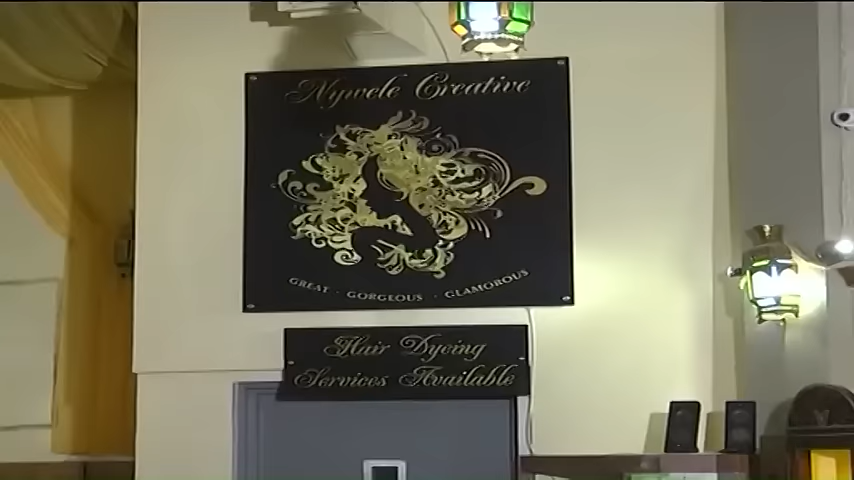 Nywele Creative
GREAT · GORGEOUS · GLAMOROUS
Hair Dyeing
Services Available